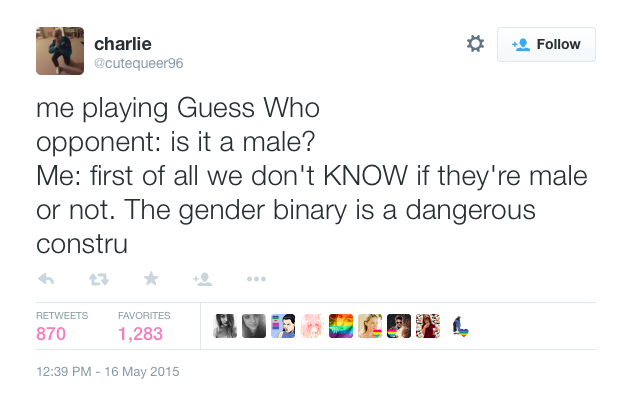 charlie
@cutequeer96
Follow
me playing Guess Who
opponent: is it a male?
Me: first of all we don't KNOW if they're male
or not. The gender binary is a dangerous
constru
RETWEETS
870
FAVORITES
1,283
12:39 PM - 16 May 2015